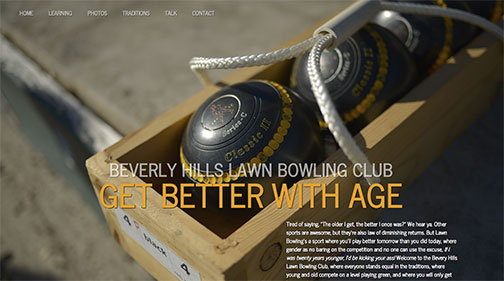 HOME LEARNING PHOTOS TRADITIONS TALK CONTACT
Series-C
Classic II
Classic II
BEVERLY HILLS LAWN BOWLING CLUB
GET BETTER WITH AGE
4
black
4
Tired of saying, "The older I get, the better I once was?" We hear ya. Other
sports are awesome, but they're also law of diminishing returns. But Lawn
Bowling's a sport where you'll play better tomorrow than you did today, where
gender as no baring on the competition and no one can use the excuse, If I
was twenty years younger, I'd be kicking your ass! Welcome to the Bevery Hills
Lawn Bowling Club, where everyone stands equal in the traditions, where
young and old compete on a level playing green, and where you will only get